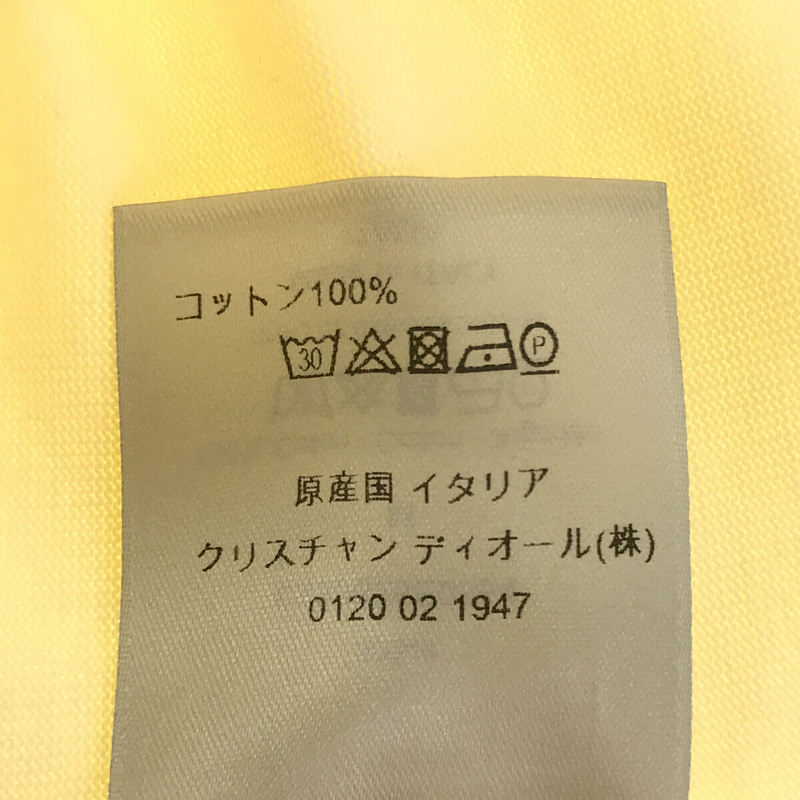 コットン100%
30 P
原産国 イタリア
クリスチャン ディオール(株)
0120 02 1947